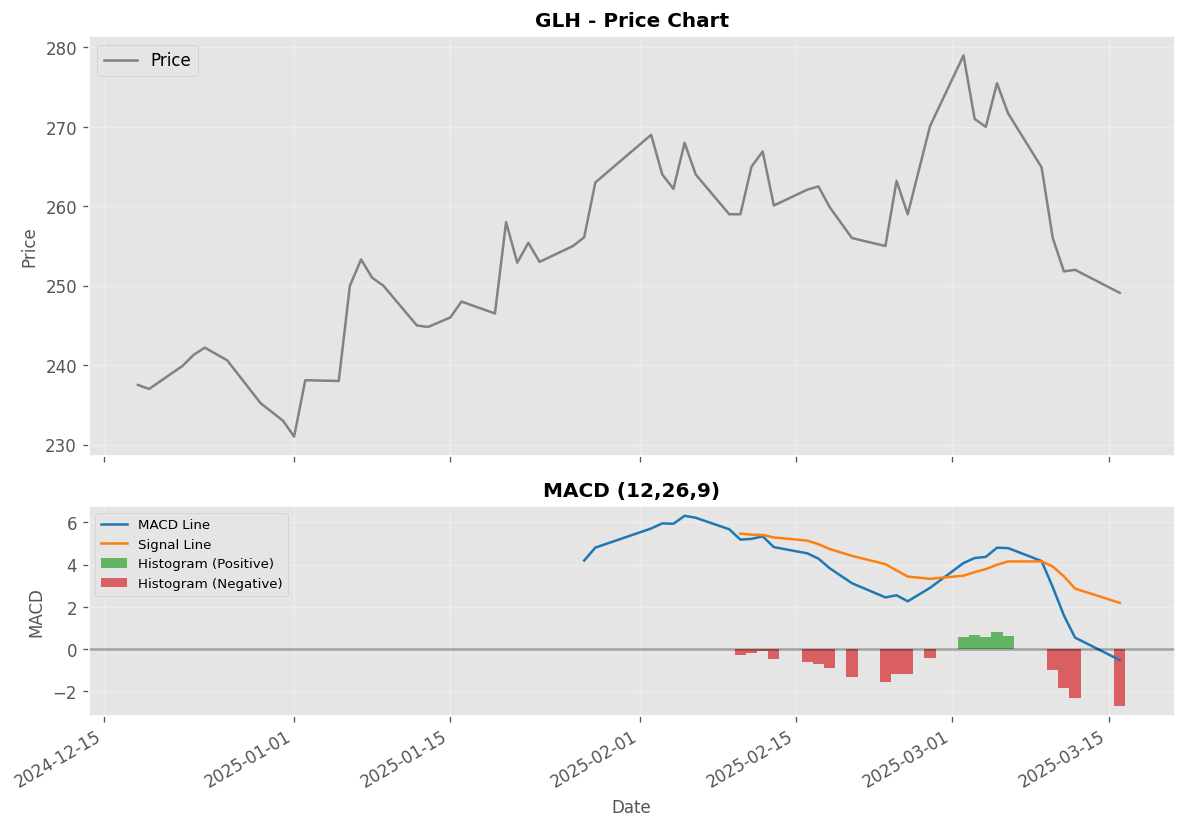 GLH - Price Chart
Price
280
270
260
250
240
230
Price
MACD (12,26,9)
MACD Line
Signal Line
Histogram (Positive)
Histogram (Negative)
6
4
2
0
−2
MACD
2024-12-15
2025-01-01
2025-01-15
2025-02-01
2025-02-15
2025-03-01
2025-03-15
Date